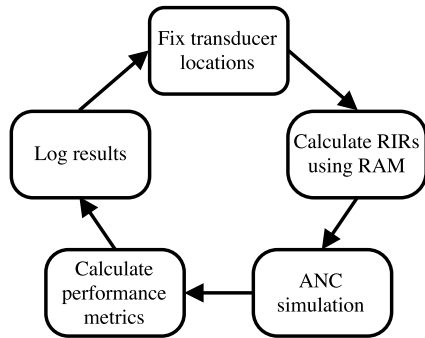 Fix transducer
locations
Calculate RIRs
using RAM
ANC
simulation
Calculate
performance
metrics
Log results